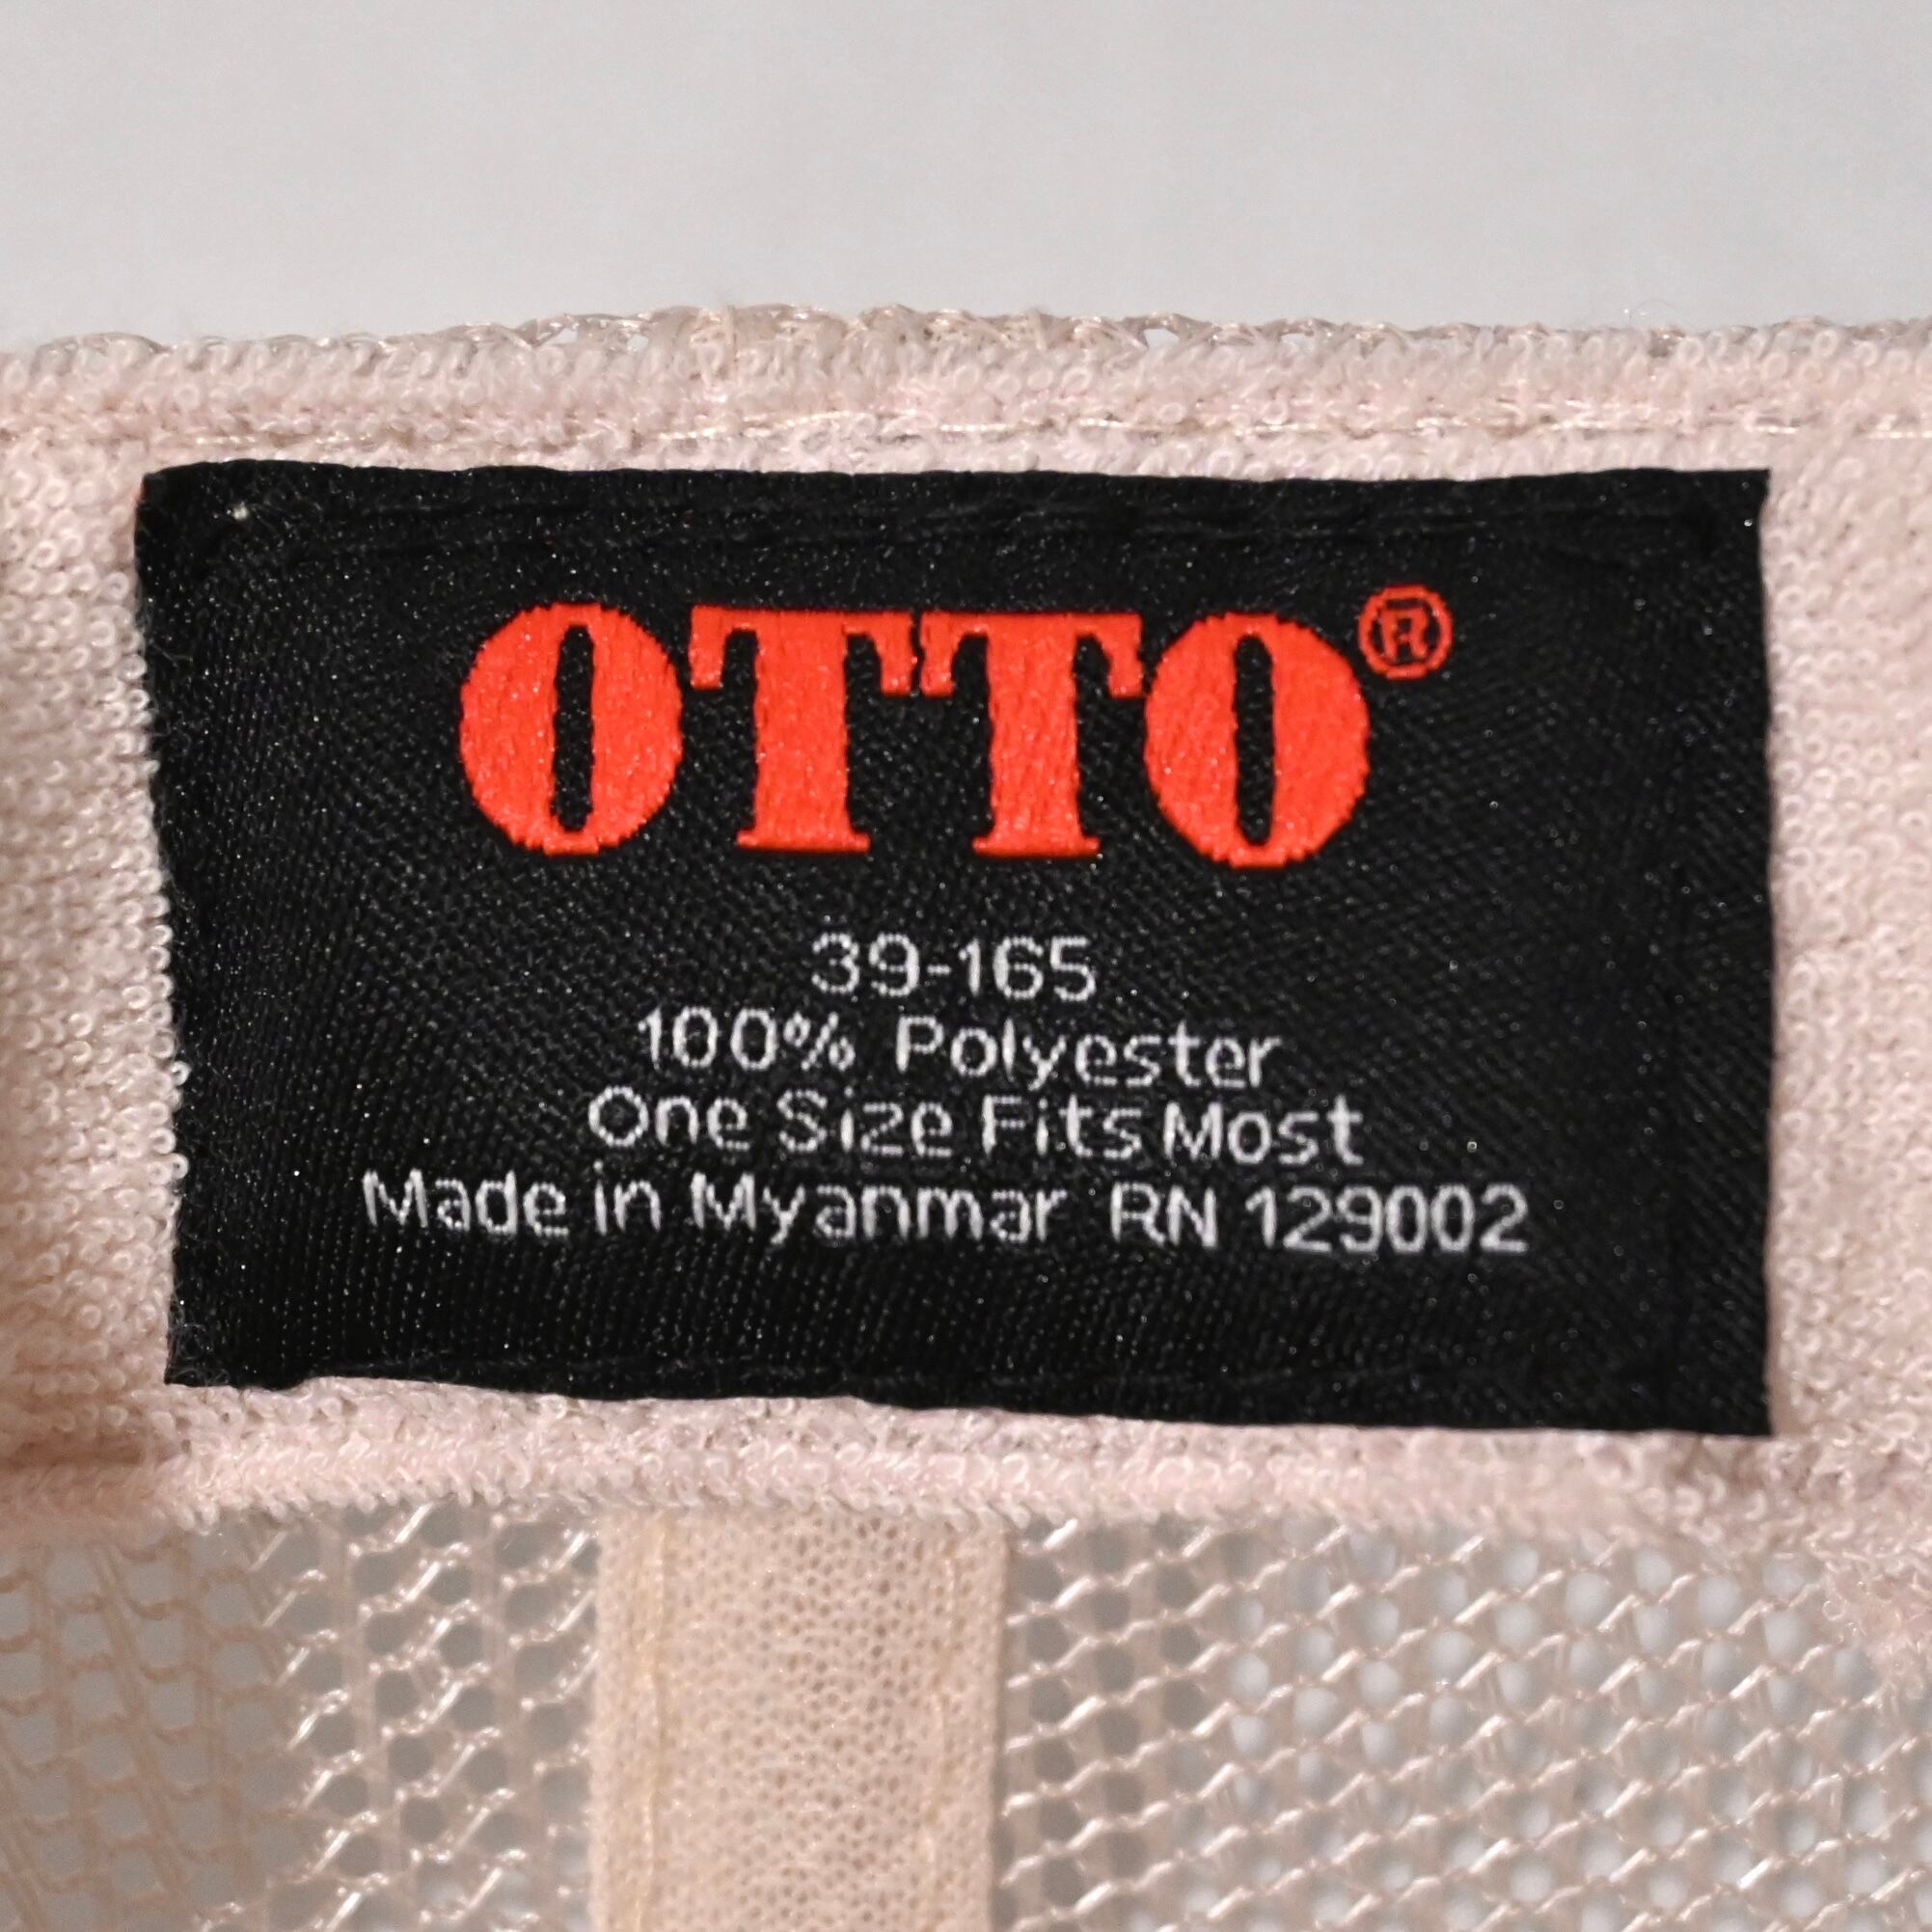 OTTO®
39-165
100% Polyester
One Size Fits Most
Made in Myanmar RN 129002